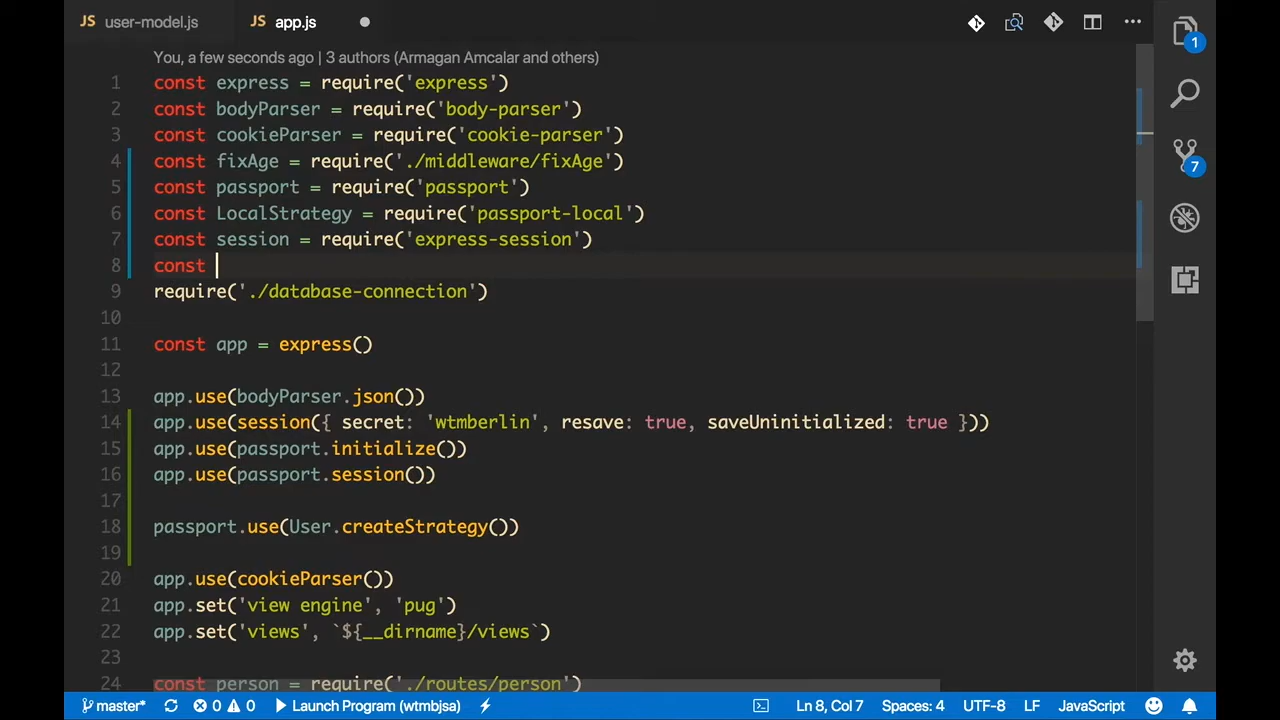 JS user-model.js JS app.js
You, a few seconds ago | 3 authors (Armagan Amcalar and others)
1 const express = require('express')
2 const bodyParser = require('body-parser')
3 const cookieParser = require('cookie-parser')
4 const fixAge = require('./middleware/fixAge')
5 const passport = require('passport')
6 const LocalStrategy = require('passport-local')
7 const session = require('express-session')
8 const
9 require('./database-connection')
10
11 const app = express()
12
13 app.use(bodyParser.json())
14 app.use(session({ secret: 'wtmberlin', resave: true, saveUninitialized: true }))
15 app.use(passport.initialize())
16 app.use(passport.session())
17
18 passport.use(User.createStrategy())
19
20 app.use(cookieParser())
21 app.set('view engine', 'pug')
22 app.set('views', `${__dirname}/views`)
23
24 const person = require('./routes/person')
1
7
master* 0 0 Launch Program (wtmbjsa) Ln 8, Col 7 Spaces: 4 UTF-8 LF JavaScript